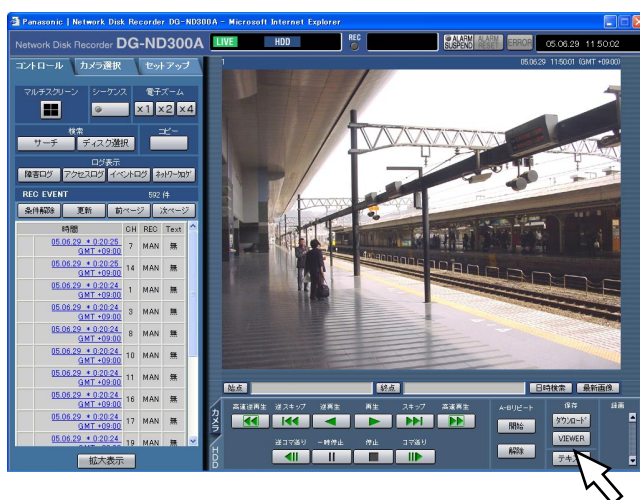 Panasonic | Network Disk Recorder DG-ND300A - Microsoft Internet Explorer
Network Disk Recorder DG-ND300A
LIVE HDD REC ALARM SUSPEND ALARM RESET ERROR 05.06.29 11:50:02
コントロール カメラ選択 セットアップ
1 05.06.29 11:50:01 (GMT +09:00)
マルチスクリーン シーケンス 電子ズーム
x1 x2 x4
検索 コピー
サーチ ディスク選択
ログ表示
障害ログ アクセスログ イベントログ ネットワークログ
REC EVENT 592 件
条件解除 更新 前ページ 次ページ
時間 CH REC Text
05.06.29 * 0:20:25 GMT +09:00 7 MAN 無
05.06.29 * 0:20:25 GMT +09:00 14 MAN 無
05.06.29 * 0:20:24 GMT +09:00 1 MAN 無
05.06.29 * 0:20:24 GMT +09:00 3 MAN 無
05.06.29 * 0:20:24 GMT +09:00 8 MAN 無
05.06.29 * 0:20:24 GMT +09:00 10 MAN 無
05.06.29 * 0:20:24 GMT +09:00 11 MAN 無
05.06.29 * 0:20:24 GMT +09:00 16 MAN 無
05.06.29 * 0:20:24 GMT +09:00 17 MAN 無
05.06.29 * 0:20:24 19 MAN 無
拡大表示
始点 終点 日時検索 最新画像
カメラ HDD
高速逆再生 逆スキップ 逆再生 再生 スキップ 高速再生 A-Bリピート 保存 録画
開始 ダウンロード
逆コマ送り 一時停止 停止 コマ送り VIEWER
解除 テキ